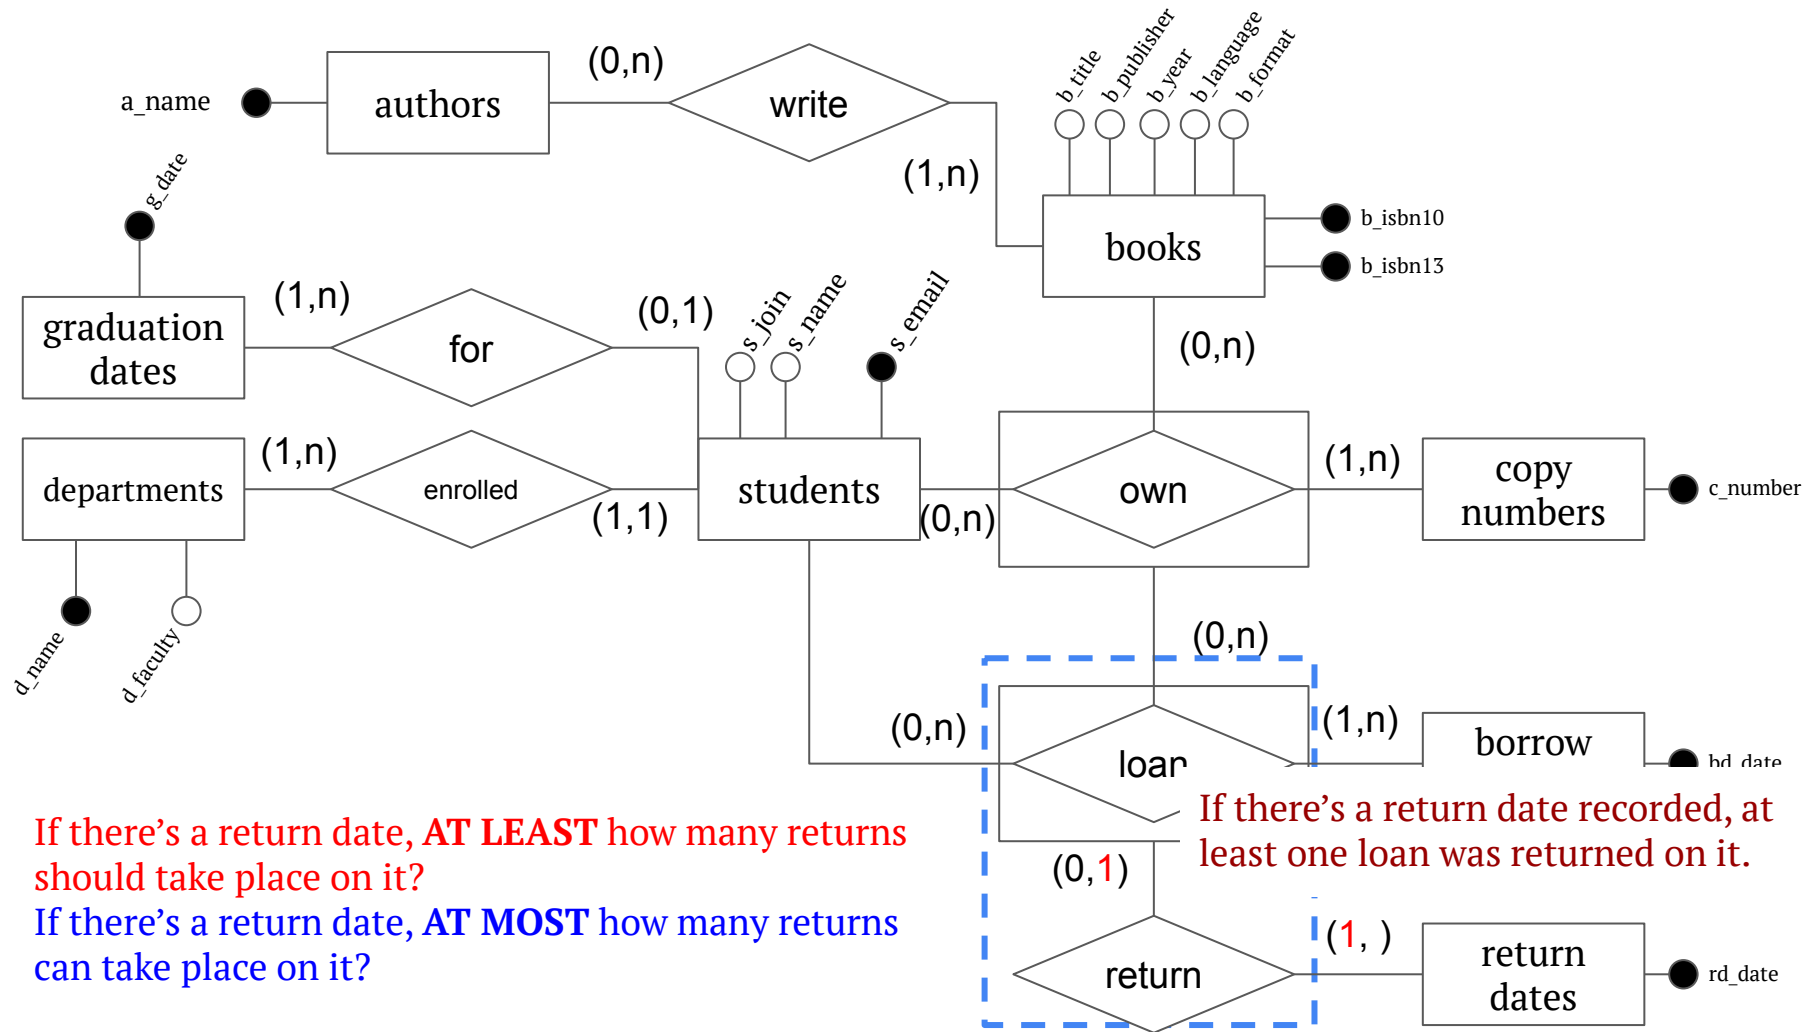 b_title
b_publisher
b_year
b_language
b_format
a_name
authors
(0,n)
write
(1,n)
books
b_isbn10
b_isbn13
g_date
graduation
dates
(1,n)
for
(0,1)
s_join
s_name
s_email
(0,n)
departments
(1,n)
enrolled
(1,1)
students
(0,n)
own
(1,n)
copy
numbers
c_number
d_name
d_faculty
(0,n)
(0,n)
loan
(1,n)
borrow
bd_date
If there’s a return date, AT LEAST how many returns
should take place on it?
If there’s a return date, AT MOST how many returns
can take place on it?
If there’s a return date recorded, at
least one loan was returned on it.
(0,1)
return
(1, )
return
dates
rd_date